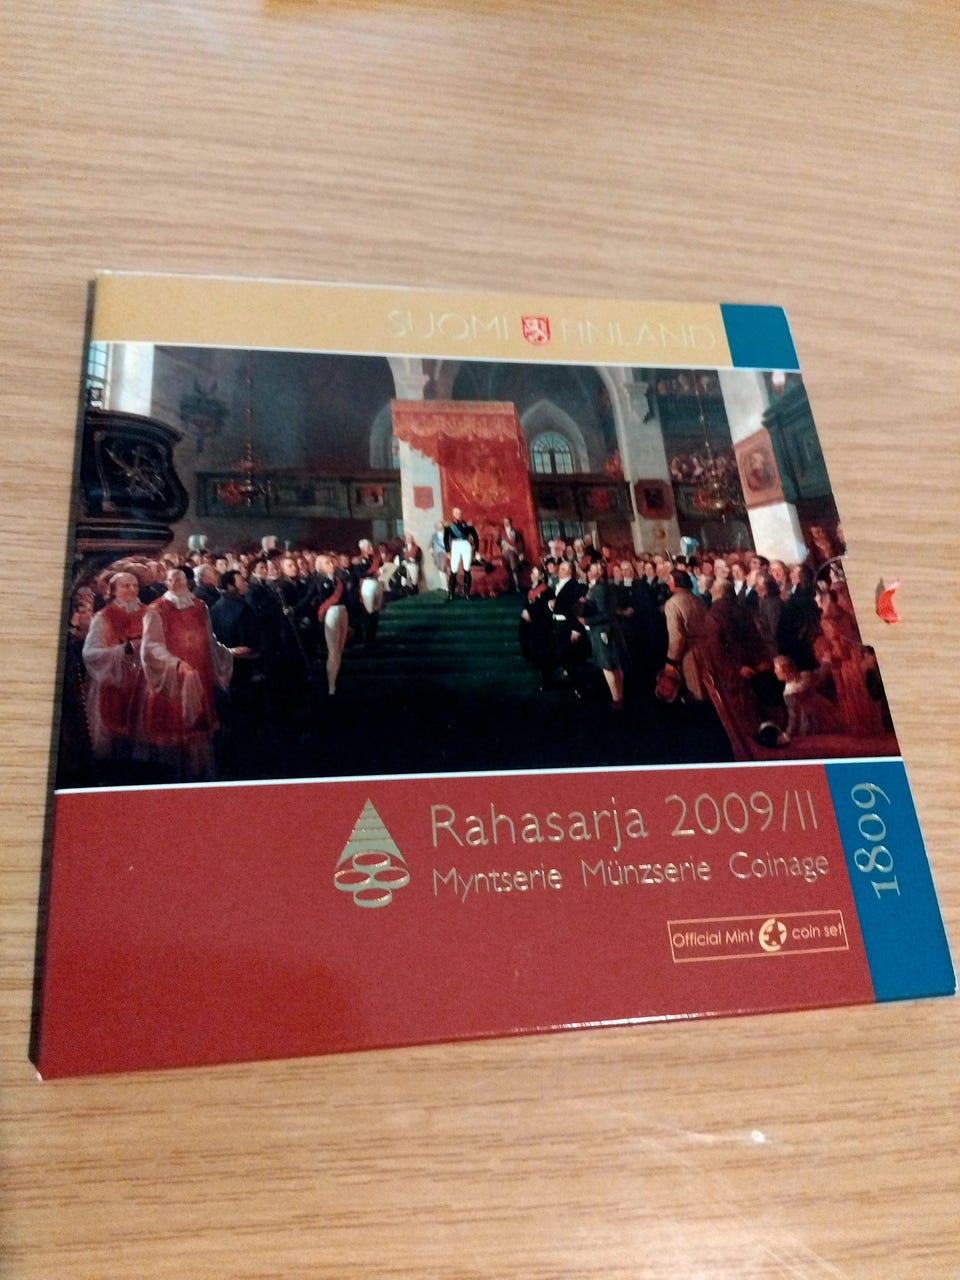 SUOMI FINLAND
Rahasarja 2009/II
Myntserie Münzserie Coinage
Official Mint coin set
1809